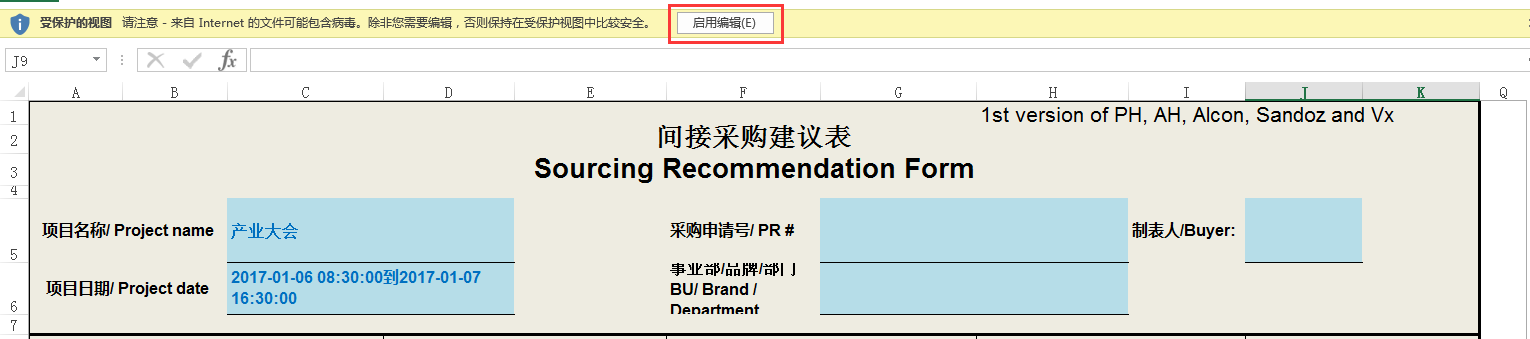 受保护的视图 请注意 - 来自 Internet 的文件可能包含病毒。除非您需要编辑，否则保持在受保护视图中比较安全。 启用编辑(E)
J9 fx
A B C D E F G H I J K Q
1 1st version of PH, AH, Alcon, Sandoz and Vx
2 间接采购建议表
3 Sourcing Recommendation Form
4
项目名称/ Project name 产业大会 采购申请号/ PR # 制表人/Buyer:
5
项目日期/ Project date 2017-01-06 08:30:00到2017-01-07
16:30:00
事业部/品牌/部门
BU/ Brand /
Department
6
7